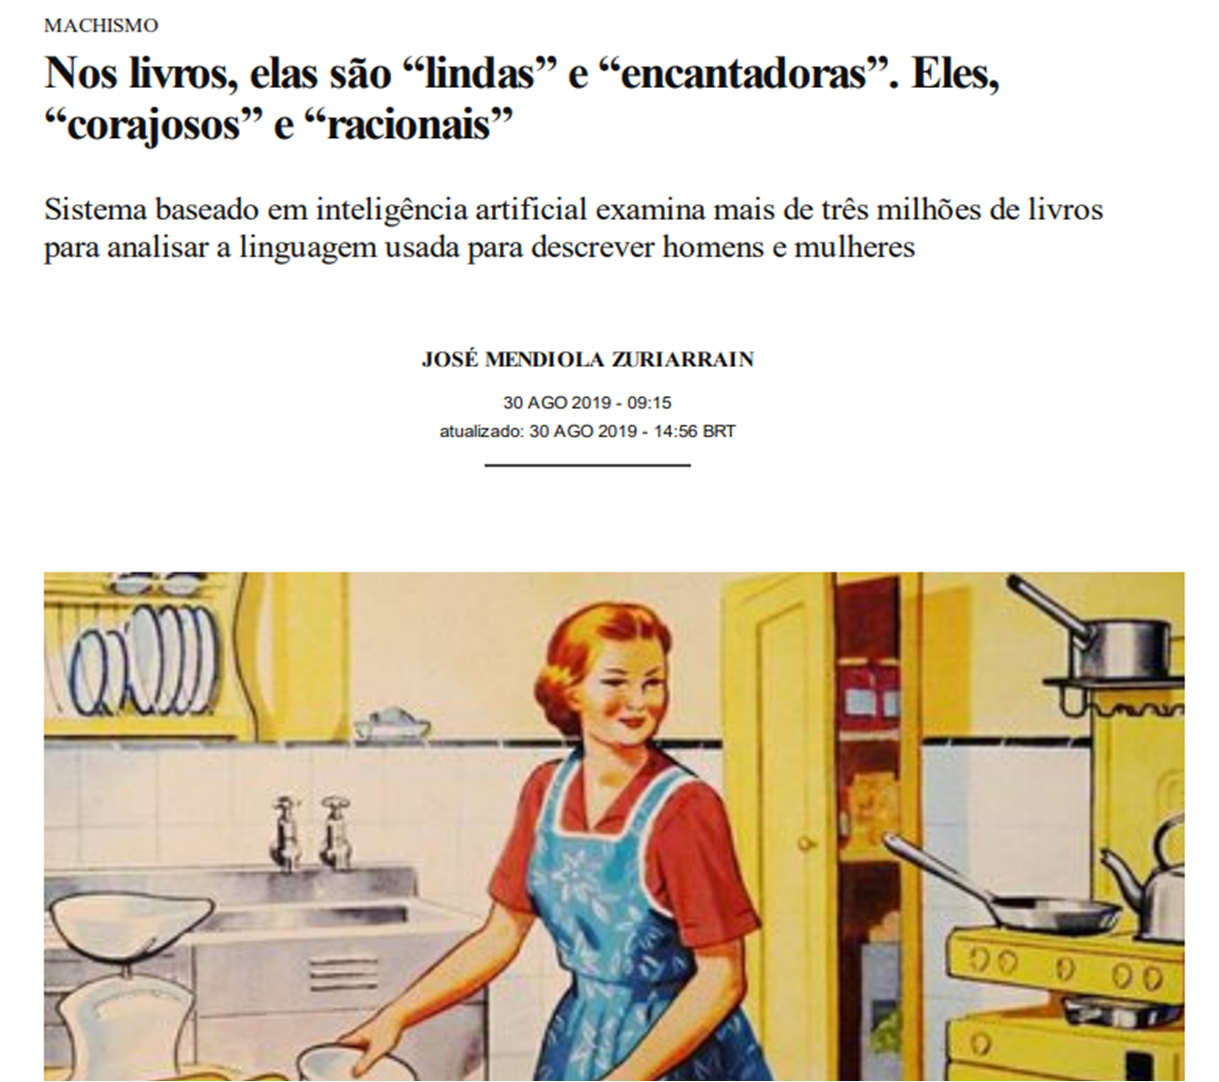 MACHISMO
Nos livros, elas são “lindas” e “encantadoras”. Eles,
“corajosos” e “racionais”
Sistema baseado em inteligência artificial examina mais de três milhões de livros
para analisar a linguagem usada para descrever homens e mulheres
JOSÉ MENDIOLA ZURIARRAIN
30 AGO 2019 - 09:15
atualizado: 30 AGO 2019 - 14:56 BRT